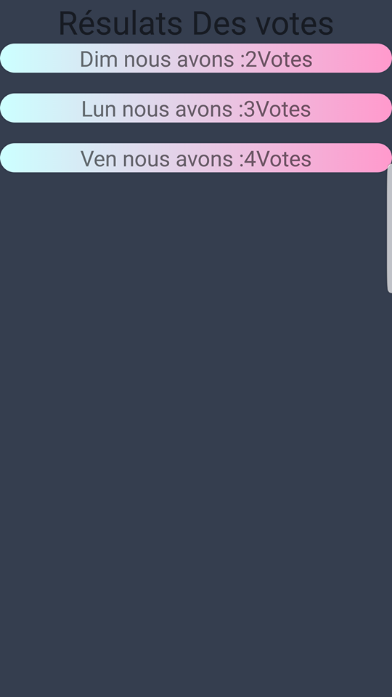 Résulats Des votes
Dim nous avons :2Votes
Lun nous avons :3Votes
Ven nous avons :4Votes